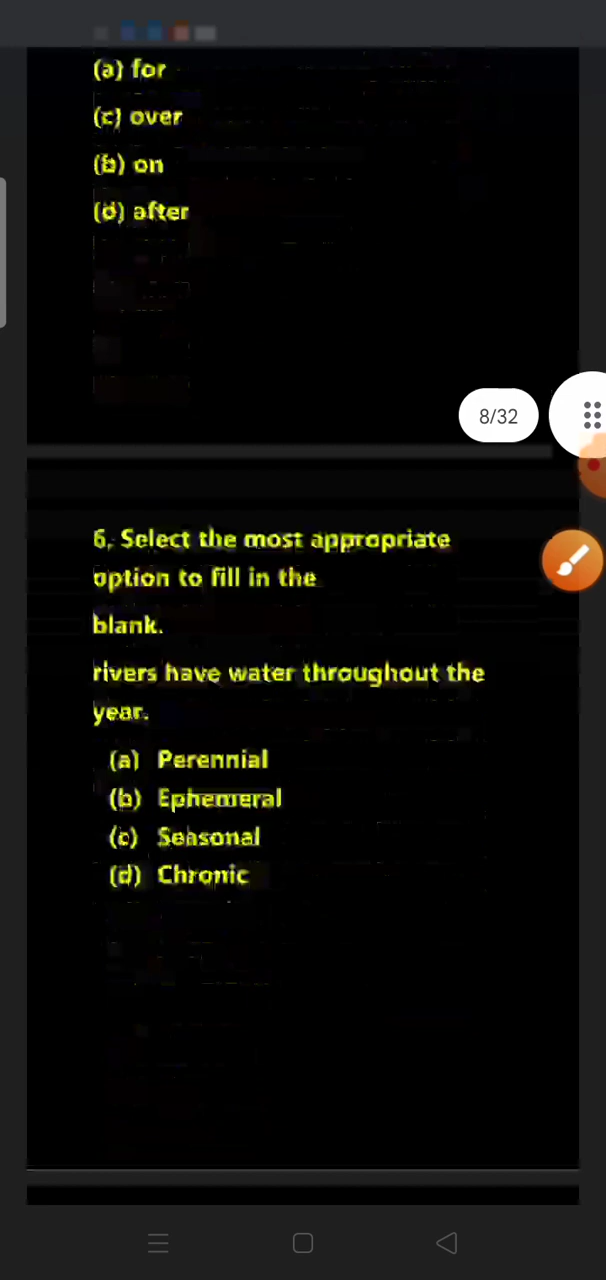 (a) for
(c) over
(b) on
(d) after
8/32
6. Select the most appropriate
option to fill in the
blank.
rivers have water throughout the
year.
(a) Perennial
(b) Ephemeral
(c) Seasonal
(d) Chronic